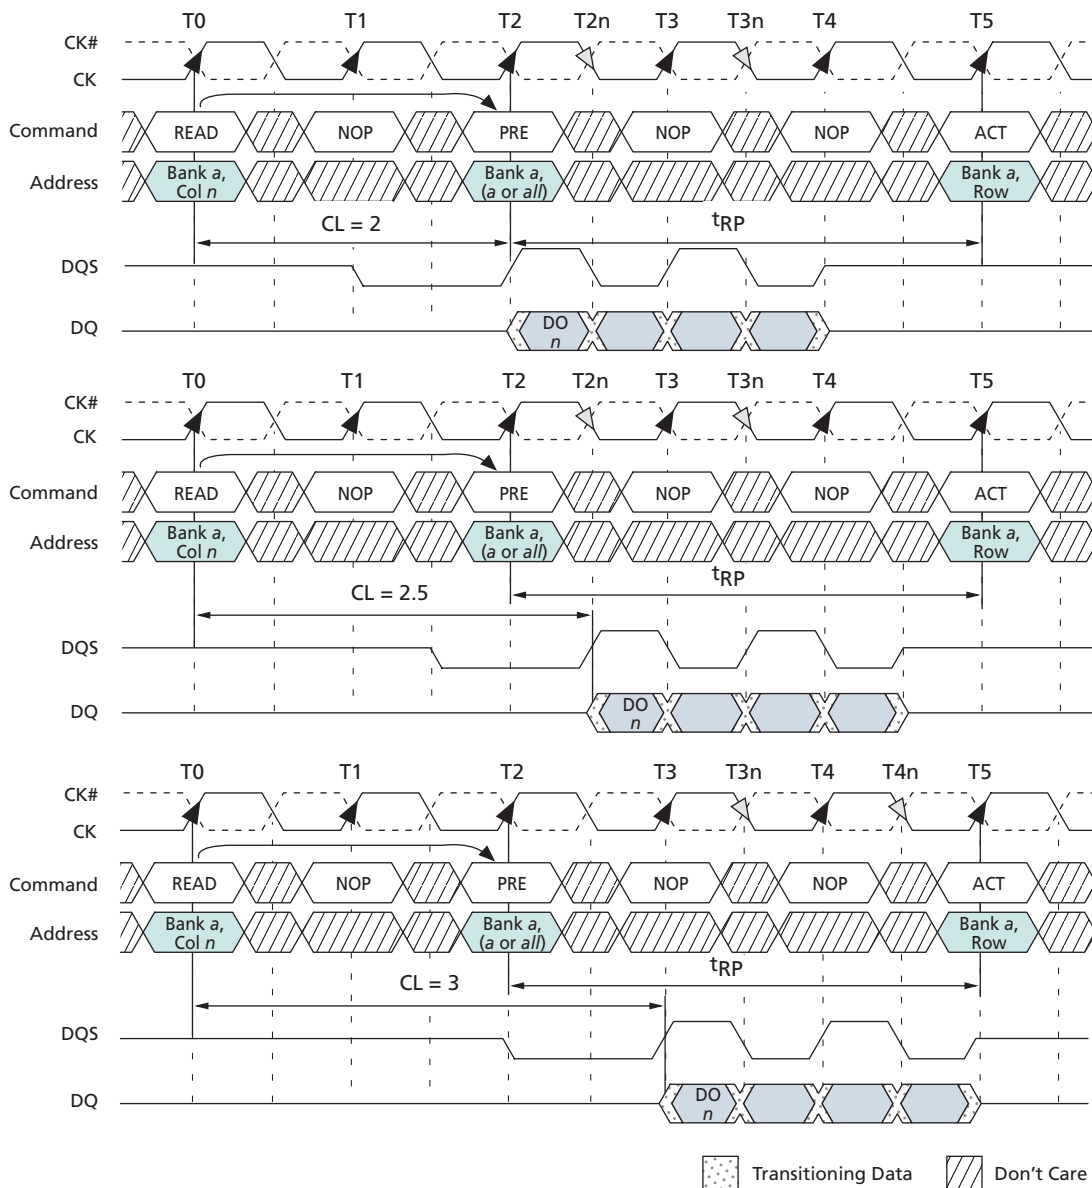 T0 T1 T2 T2n T3 T3n T4 T5
CK#
CK
Command READ NOP PRE NOP NOP ACT
Address Bank a, Col n Bank a, (a or all) Bank a, Row
CL = 2 tRP
DQS
DQ DO n
T0 T1 T2 T2n T3 T3n T4 T5
CK#
CK
Command READ NOP PRE NOP NOP ACT
Address Bank a, Col n Bank a, (a or all) Bank a, Row
tRP
CL = 2.5
DQS
DQ DO n
T0 T1 T2 T3 T3n T4 T4n T5
CK#
CK
Command READ NOP PRE NOP NOP ACT
Address Bank a, Col n Bank a, (a or all) Bank a, Row
tRP
CL = 3
DQS
DQ DO n
Transitioning Data Don't Care